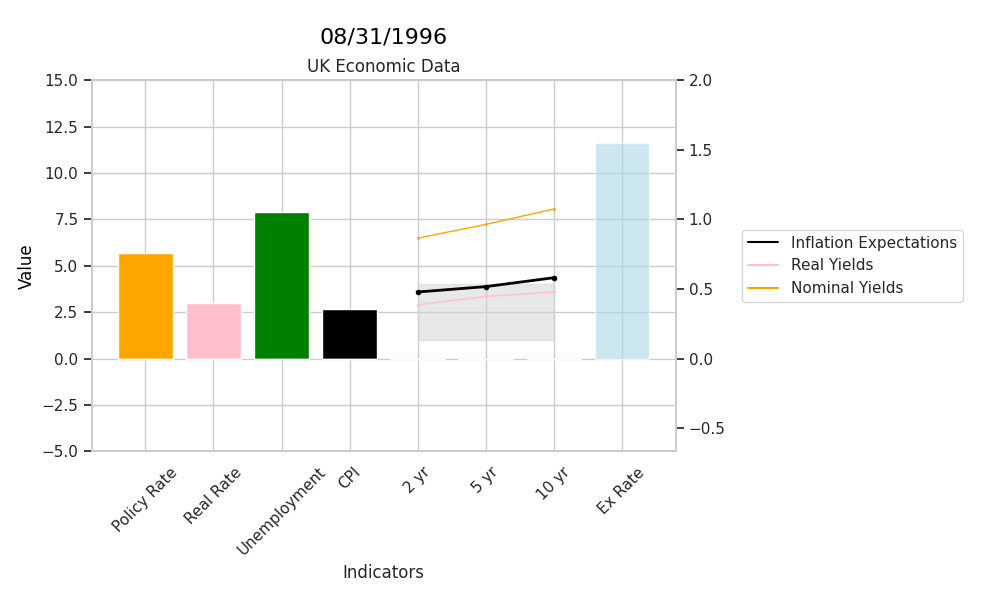 08/31/1996
UK Economic Data
15.0
12.5
10.0
7.5
5.0
2.5
0.0
−2.5
−5.0
Value
2.0
1.5
1.0
0.5
0.0
−0.5
Inflation Expectations
Real Yields
Nominal Yields
Policy Rate
Real Rate
Unemployment
CPI
2 yr
5 yr
10 yr
Ex Rate
Indicators